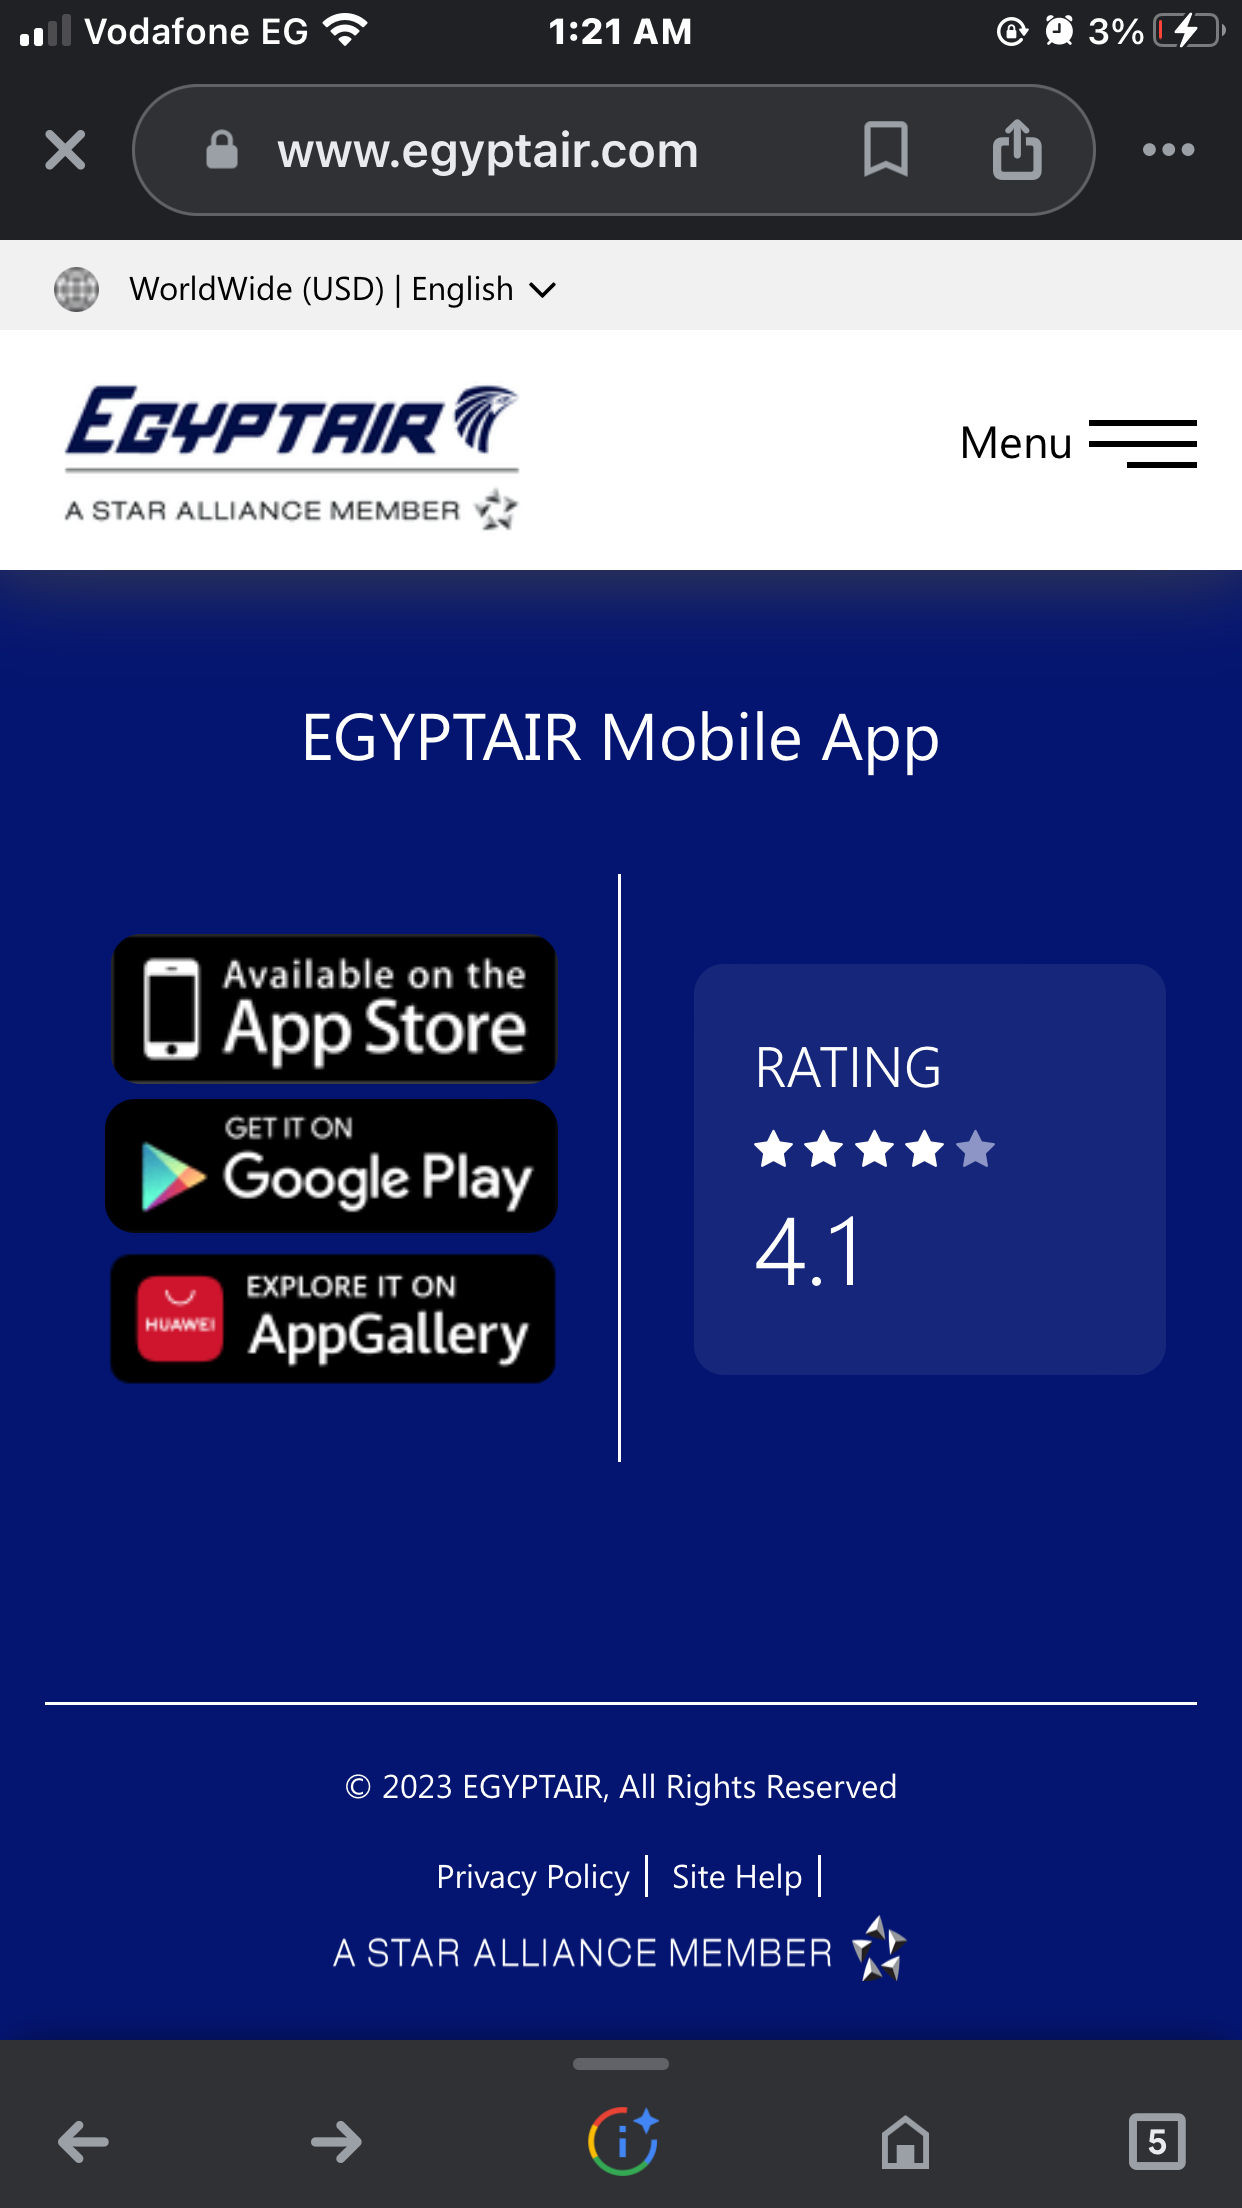 Vodafone EG
1:21 AM
3%
www.egyptair.com
WorldWide (USD) | English
EGYPTAIR
A STAR ALLIANCE MEMBER
Menu
EGYPTAIR Mobile App
Available on the
App Store
GET IT ON
Google Play
HUAWEI
EXPLORE IT ON
AppGallery
RATING
4.1
© 2023 EGYPTAIR, All Rights Reserved
Privacy Policy | Site Help |
A STAR ALLIANCE MEMBER
5